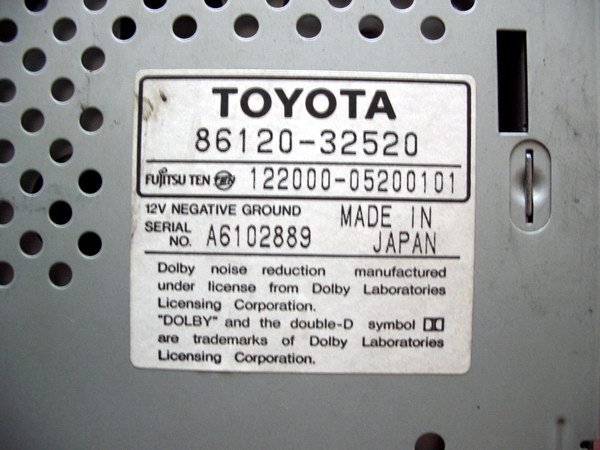 TOYOTA
86120-32520
FUJITSU TEN TEN 122000-05200101
12V NEGATIVE GROUND
SERIAL NO. A6102889
MADE IN JAPAN
Dolby noise reduction manufactured
under license from Dolby Laboratories
Licensing Corporation.
"DOLBY" and the double-D symbol
are trademarks of Dolby Laboratories
Licensing Corporation.